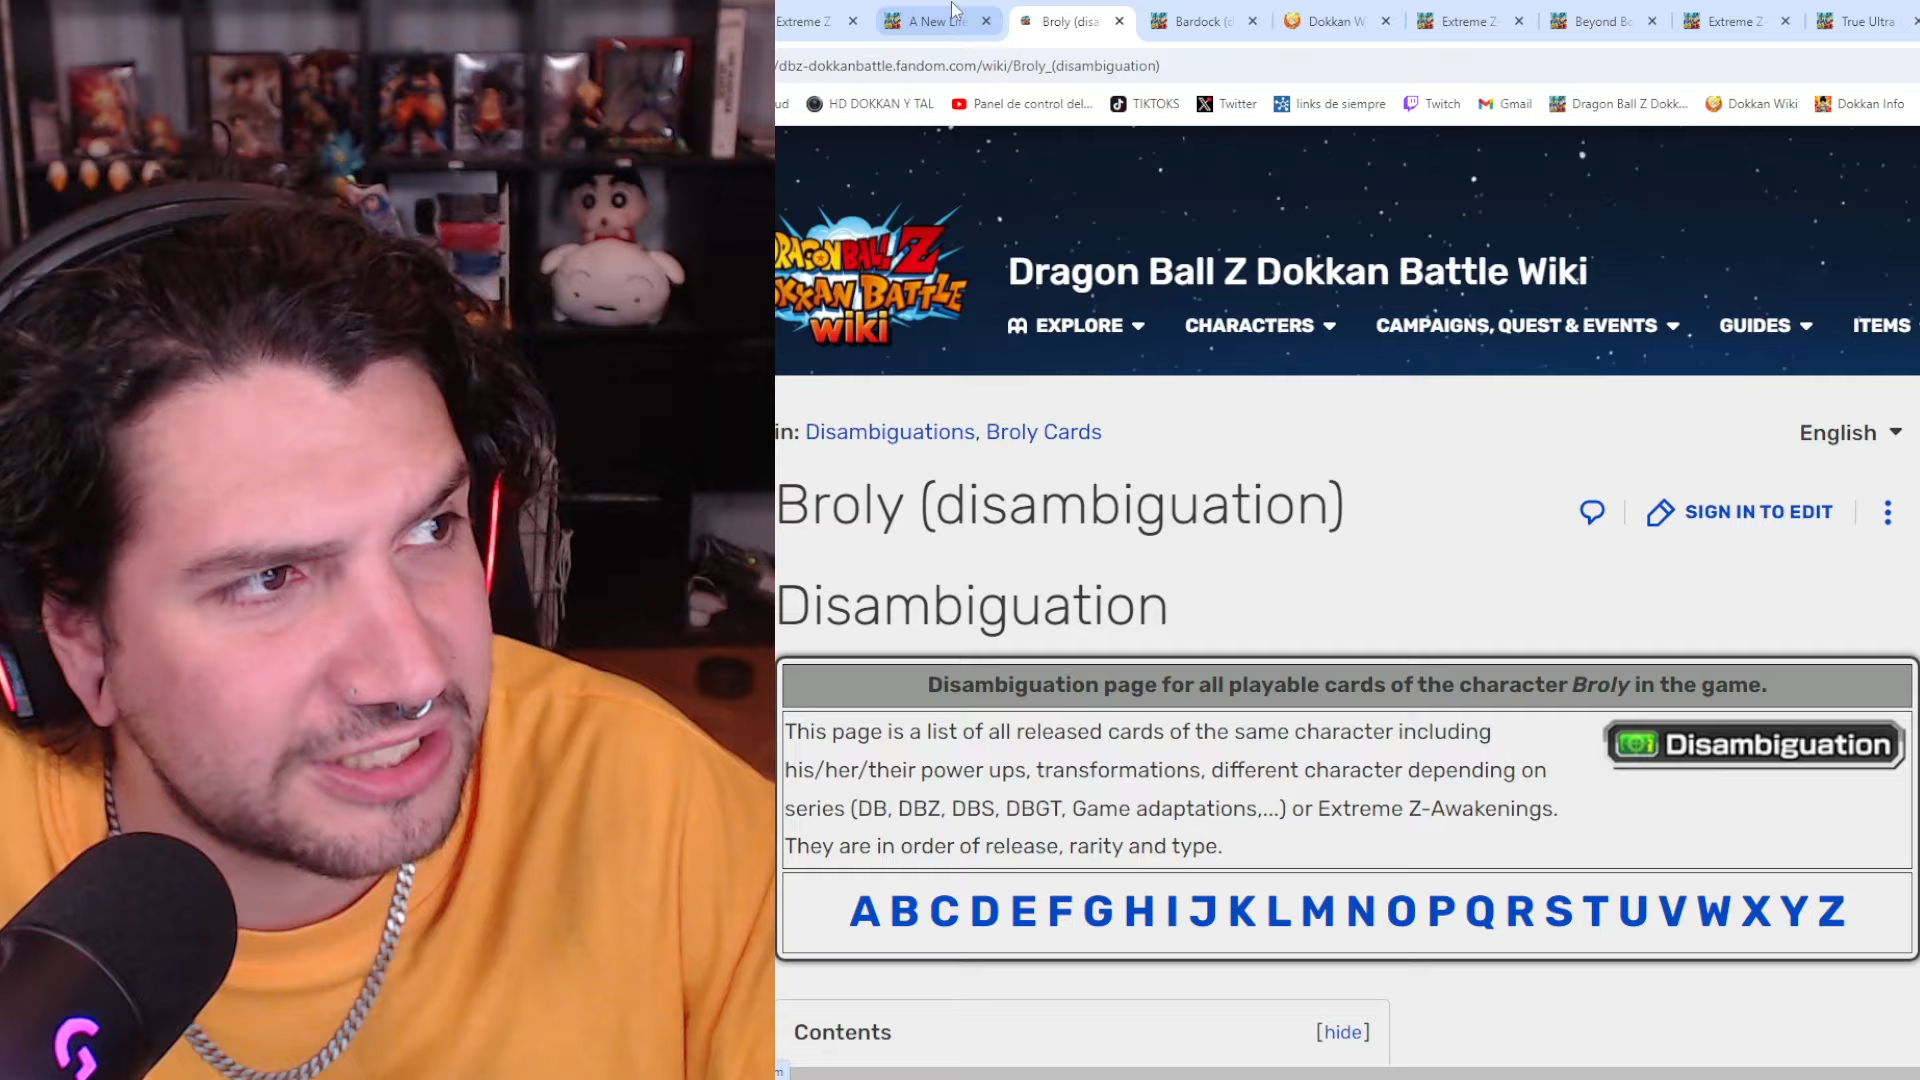 Extreme Z
A New Life
Broly (disa
Bardock (d
Dokkan W
Extreme Z-
Beyond Bo
Extreme Z-
True Ultra
/dbz-dokkanbattle.fandom.com/wiki/Broly_(disambiguation)
ud HD DOKKAN Y TAL Panel de control del... TIKTOKS Twitter links de siempre Twitch Gmail Dragon Ball Z Dokk... Dokkan Wiki Dokkan Info
DRAGON BALL Z
DOKKAN BATTLE
wiki
Dragon Ball Z Dokkan Battle Wiki
EXPLORE CHARACTERS CAMPAIGNS, QUEST & EVENTS GUIDES ITEMS
in: Disambiguations, Broly Cards
English
Broly (disambiguation)
SIGN IN TO EDIT
Disambiguation
Disambiguation page for all playable cards of the character Broly in the game.
This page is a list of all released cards of the same character including
his/her/their power ups, transformations, different character depending on
series (DB, DBZ, DBS, DBGT, Game adaptations,...) or Extreme Z-Awakenings.
They are in order of release, rarity and type.
Disambiguation
A B C D E F G H I J K L M N O P Q R S T U V W X Y Z
Contents [hide]